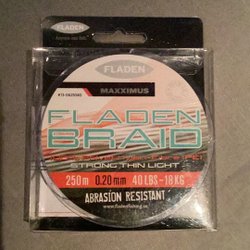 FLADEN
MAXXIMUS
FLADEN
BRAID
STRONG THIN LIGHT
250m 0.20mm 40 LBS-18 KG
ABRASION RESISTANT
www.fladenfishing.se